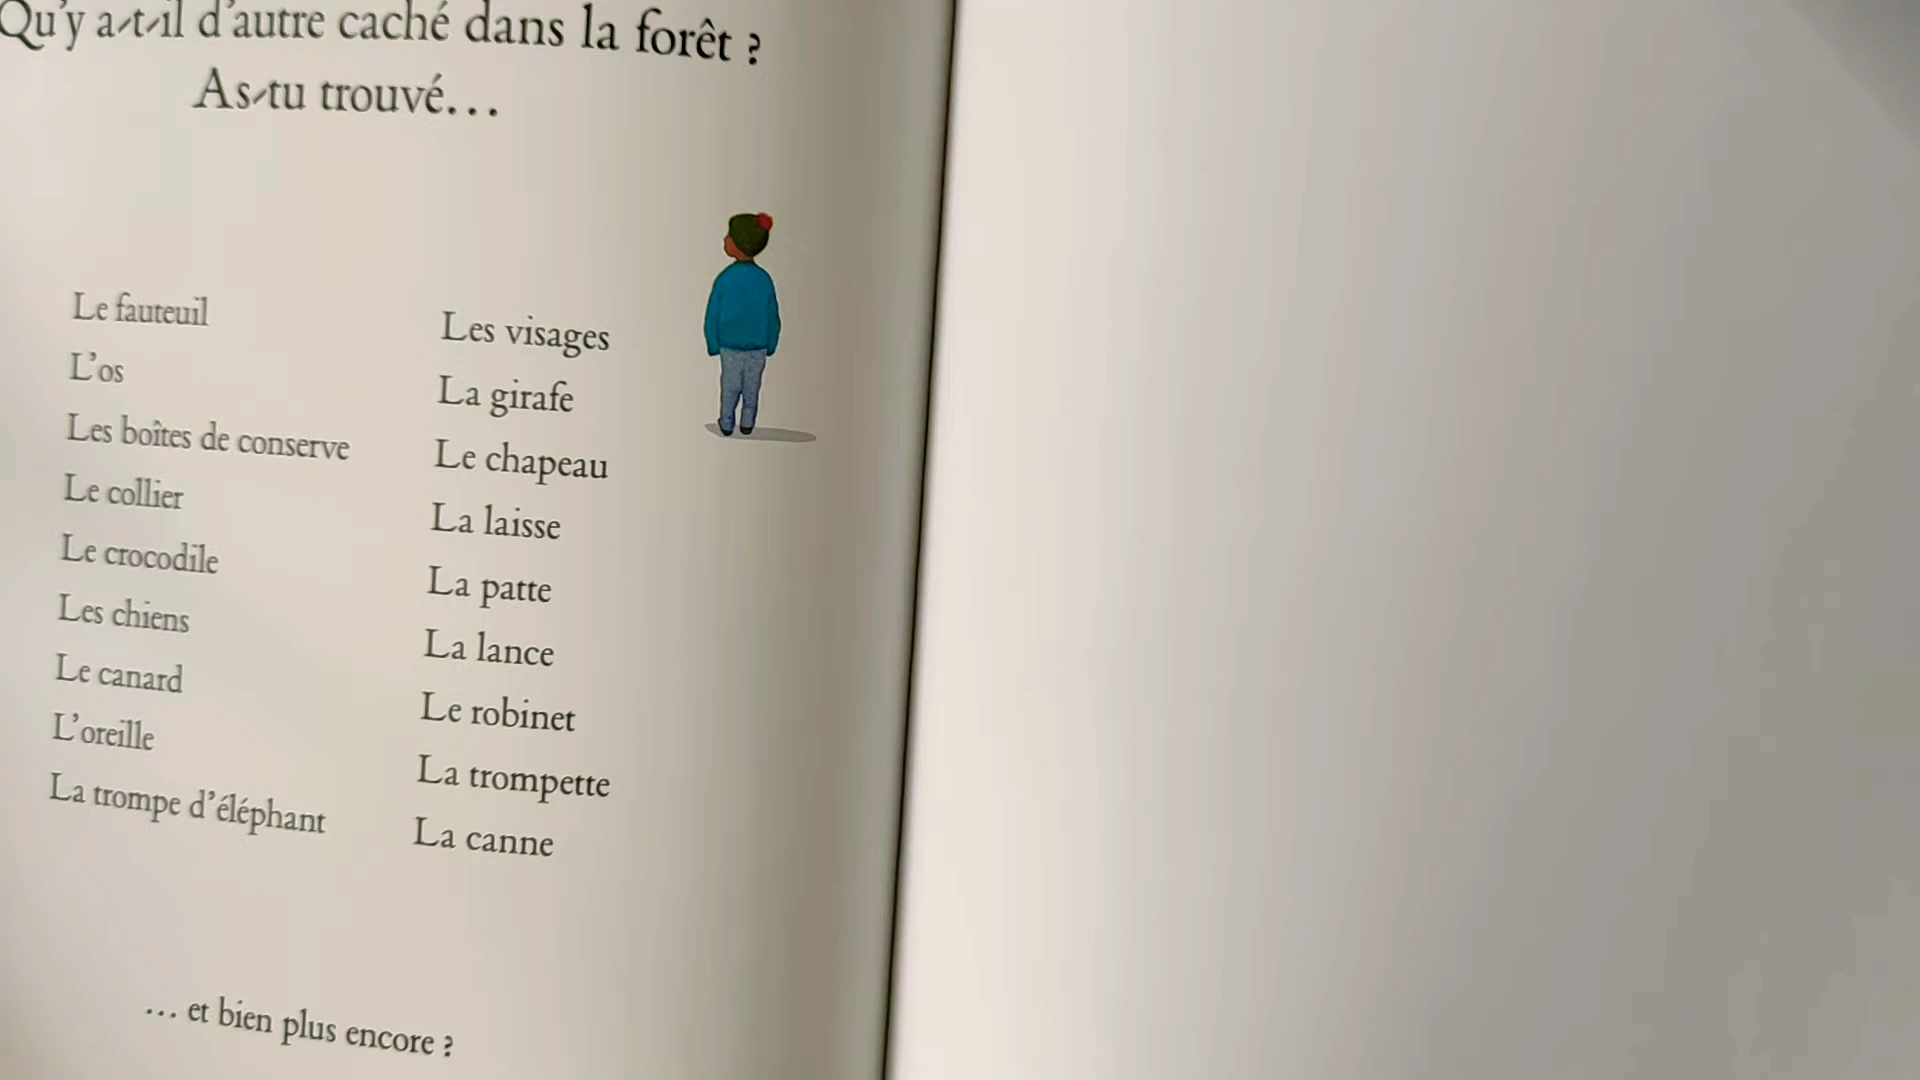 Qu'y a-t-il d'autre caché dans la forêt ?
As-tu trouvé...
Le fauteuil
L'os
Les boîtes de conserve
Le collier
Le crocodile
Les chiens
Le canard
L'oreille
La trompe d'éléphant
Les visages
La girafe
Le chapeau
La laisse
La patte
La lance
Le robinet
La trompette
La canne
... et bien plus encore ?